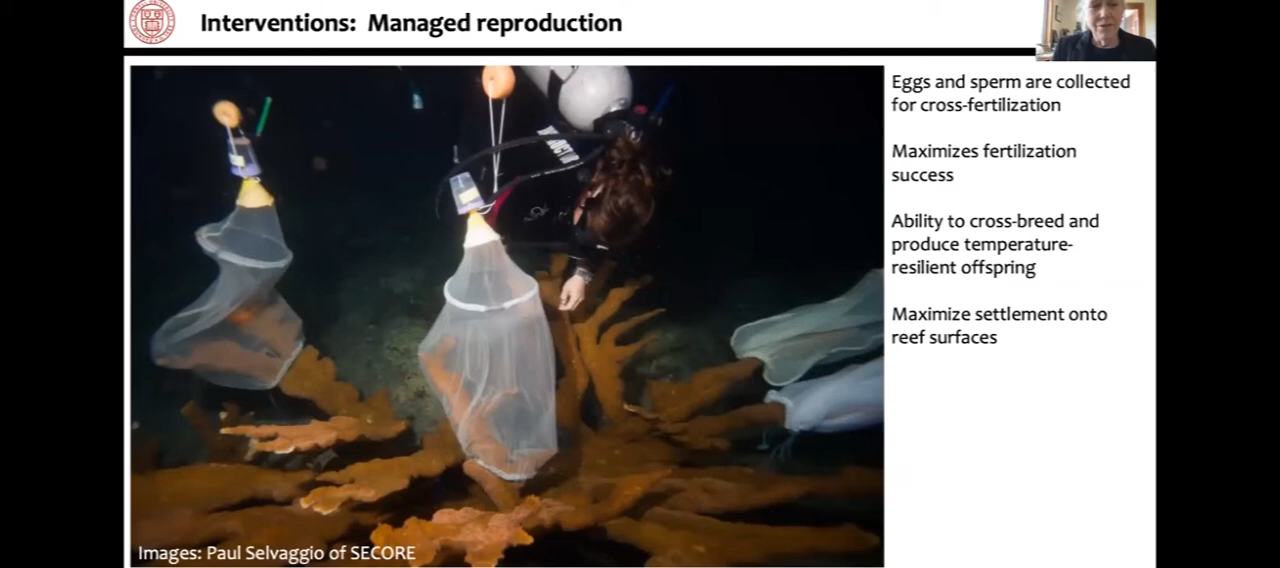 Interventions: Managed reproduction
Eggs and sperm are collected
for cross-fertilization
Maximizes fertilization
success
Ability to cross-breed and
produce temperature-
resilient offspring
Maximize settlement onto
reef surfaces
Images: Paul Selvaggio of SECORE